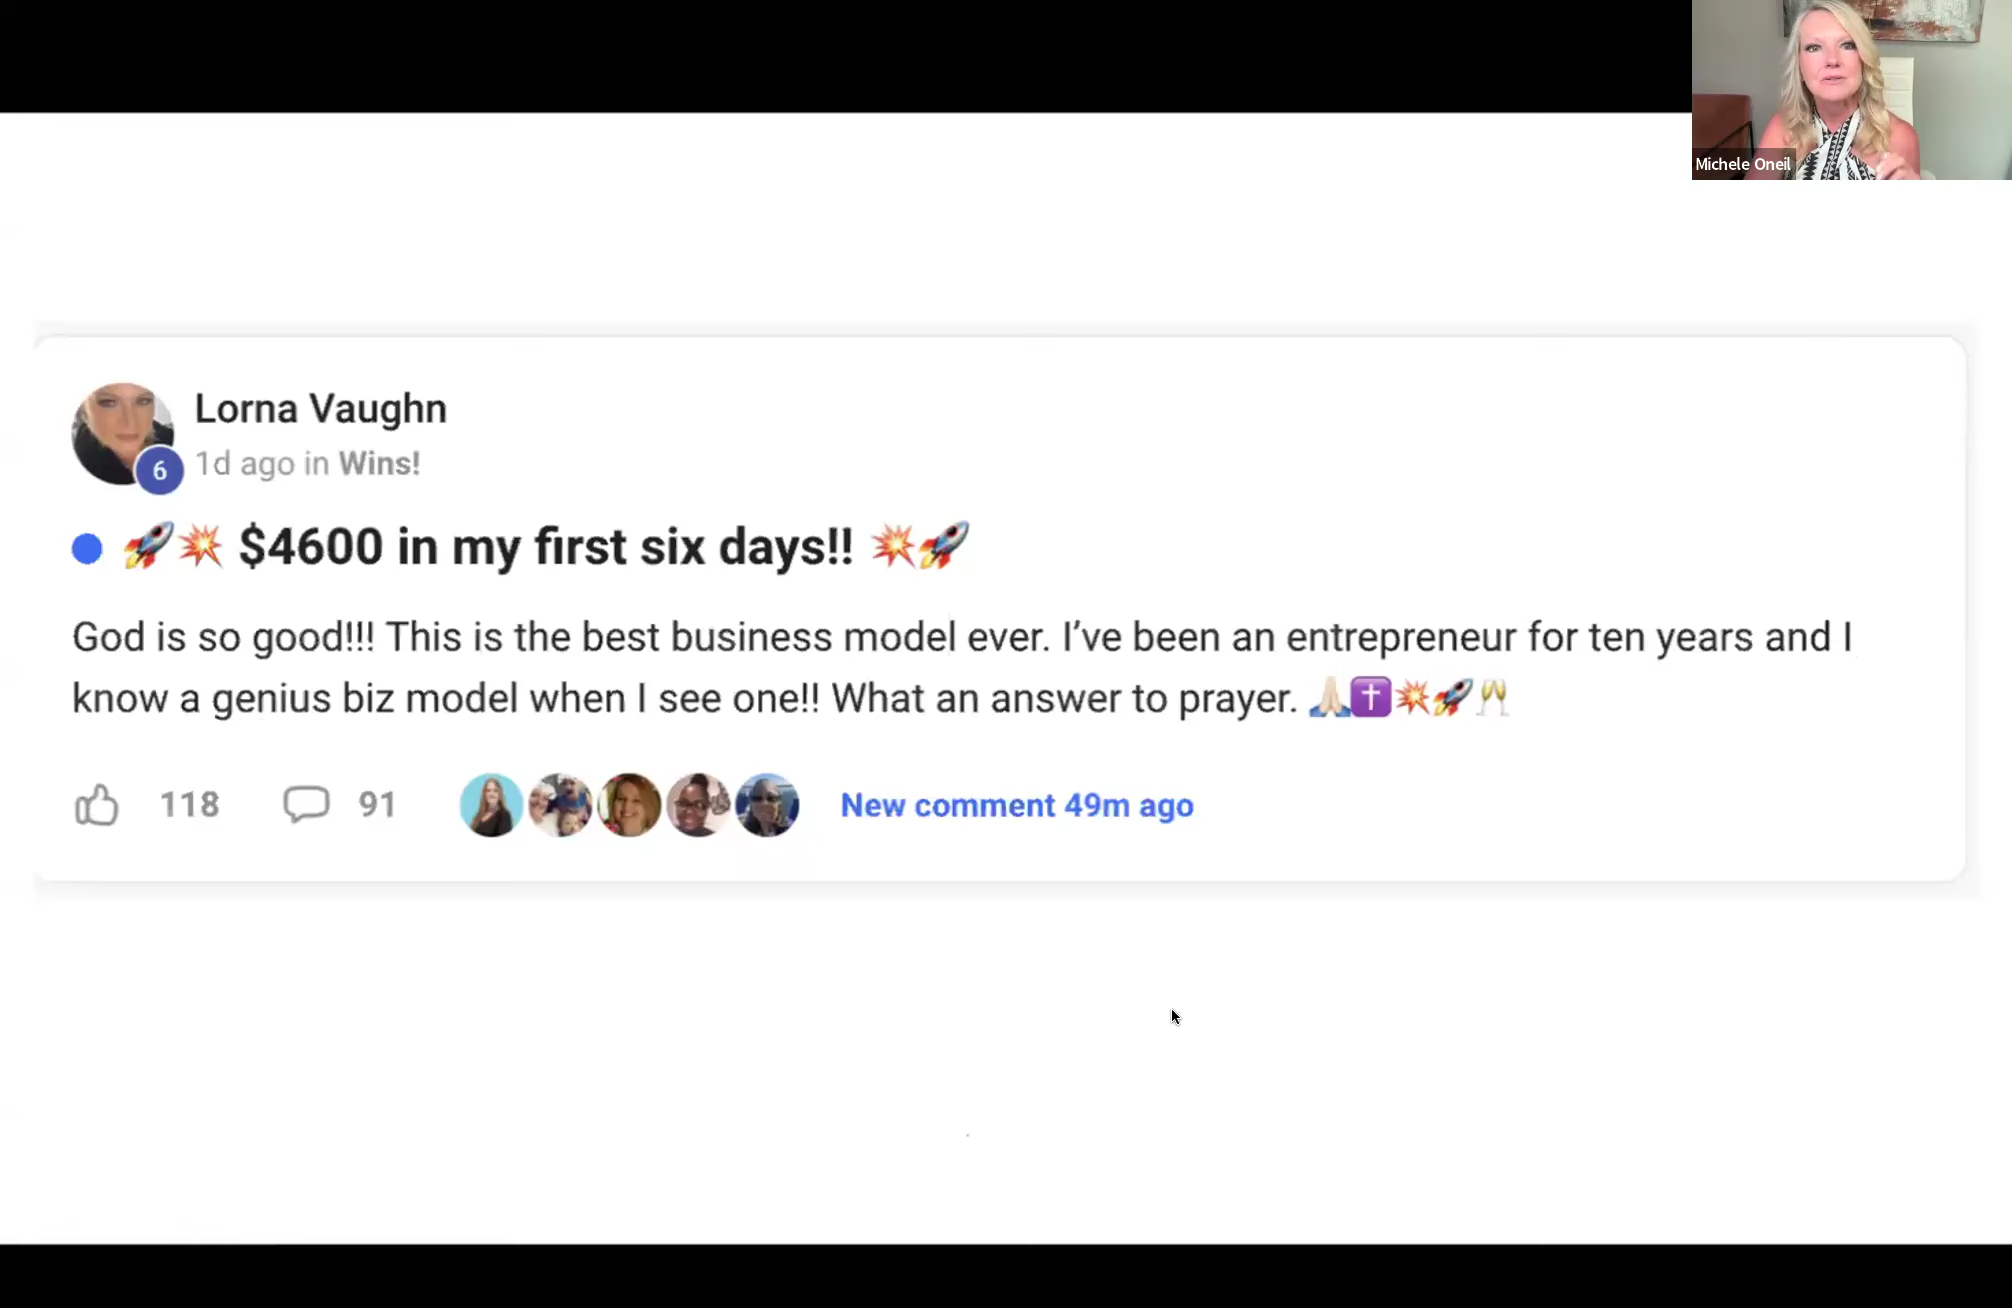 Michele Oneil
Lorna Vaughn
6
1d ago in Wins!
🚀💥 $4600 in my first six days!! 💥🚀
God is so good!!! This is the best business model ever. I’ve been an entrepreneur for ten years and I
know a genius biz model when I see one!! What an answer to prayer. 🙏🏼✝️💥🚀🥂
118 91 New comment 49m ago